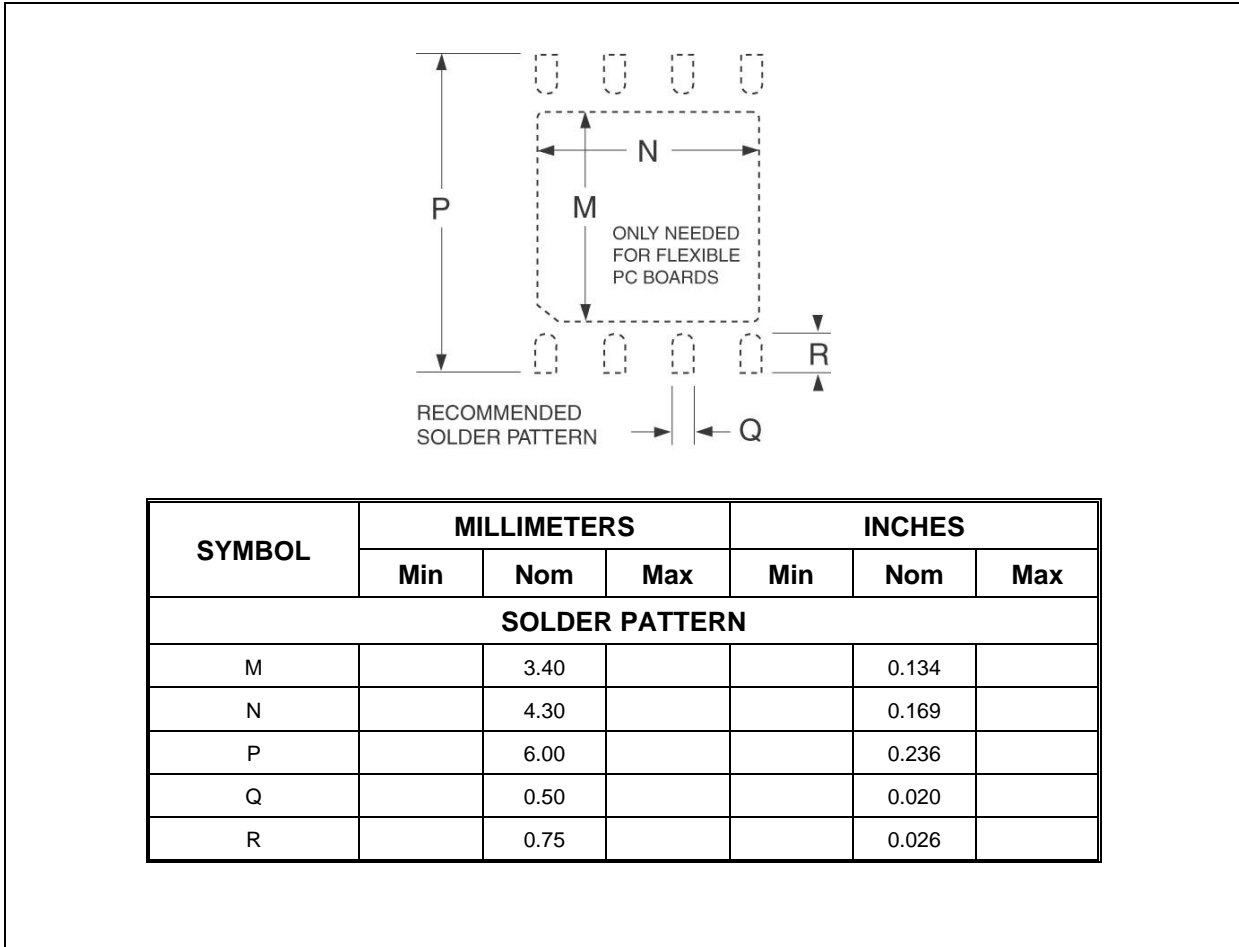 N
P
M
ONLY NEEDED
FOR FLEXIBLE
PC BOARDS
R
RECOMMENDED
SOLDER PATTERN
Q
SYMBOL MILLIMETERS INCHES
Min Nom Max Min Nom Max
SOLDER PATTERN
M 3.40 0.134
N 4.30 0.169
P 6.00 0.236
Q 0.50 0.020
R 0.75 0.026